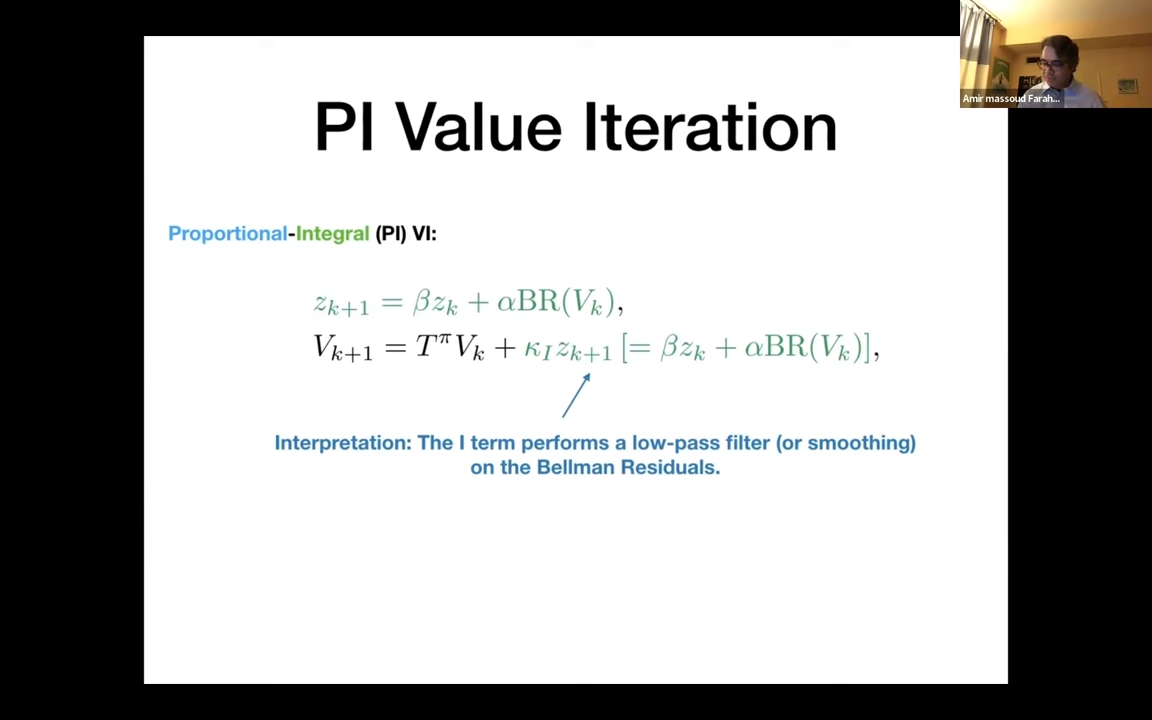 PI Value Iteration
Proportional-Integral (PI) VI:
z_{k+1} = βz_k + αBR(V_k),
V_{k+1} = T^π V_k + κ_I z_{k+1} [= βz_k + αBR(V_k)],
Interpretation: The I term performs a low-pass filter (or smoothing)
on the Bellman Residuals.
Amir massoud Farah...